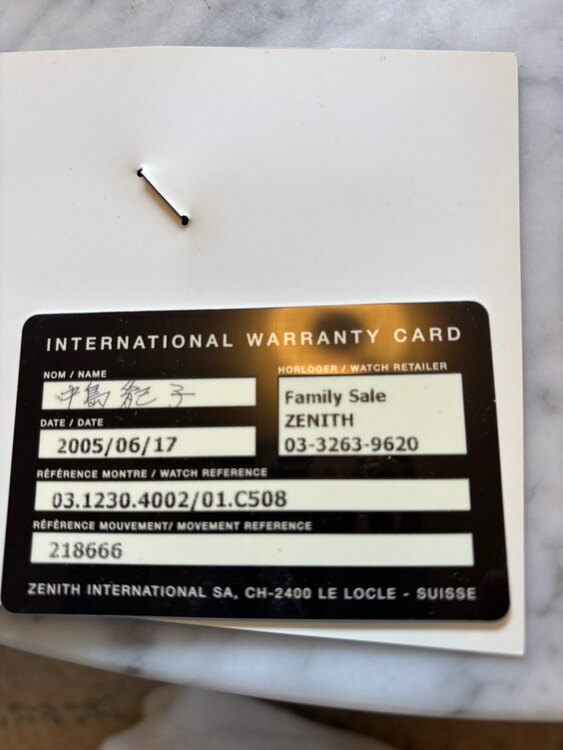 INTERNATIONAL WARRANTY CARD
NOM / NAME
中島 紀子
DATE / DATE
2005/06/17
HORLOGER / WATCH RETAILER
Family Sale
ZENITH
03-3263-9620
RÉFÉRENCE MONTRE / WATCH REFERENCE
03.1230.4002/01.C508
RÉFÉRENCE MOUVEMENT/ MOVEMENT REFERENCE
218666
ZENITH INTERNATIONAL SA, CH-2400 LE LOCLE - SUISSE